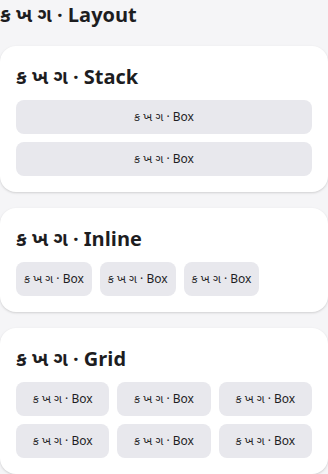 ક ખ ગ · Layout
ક ખ ગ · Stack
ક ખ ગ · Box
ક ખ ગ · Box
ક ખ ગ · Inline
ક ખ ગ · Box ક ખ ગ · Box ક ખ ગ · Box
ક ખ ગ · Grid
ક ખ ગ · Box ક ખ ગ · Box ક ખ ગ · Box
ક ખ ગ · Box ક ખ ગ · Box ક ખ ગ · Box